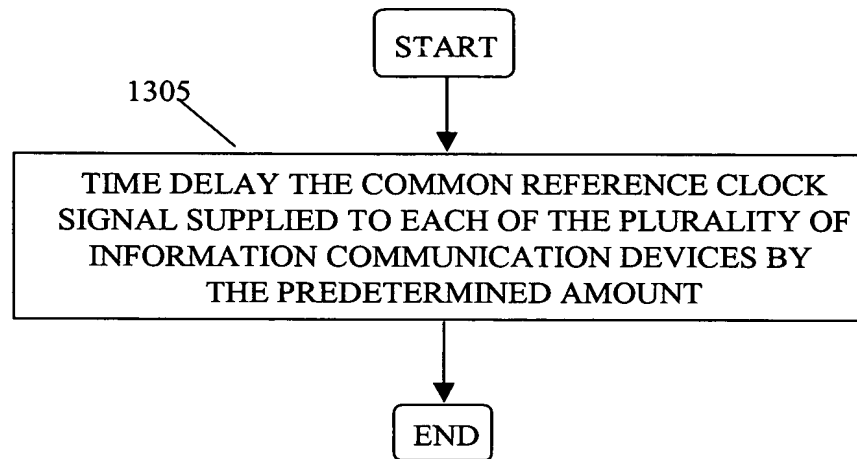 START
1305
TIME DELAY THE COMMON REFERENCE CLOCK
SIGNAL SUPPLIED TO EACH OF THE PLURALITY OF
INFORMATION COMMUNICATION DEVICES BY
THE PREDETERMINED AMOUNT
END